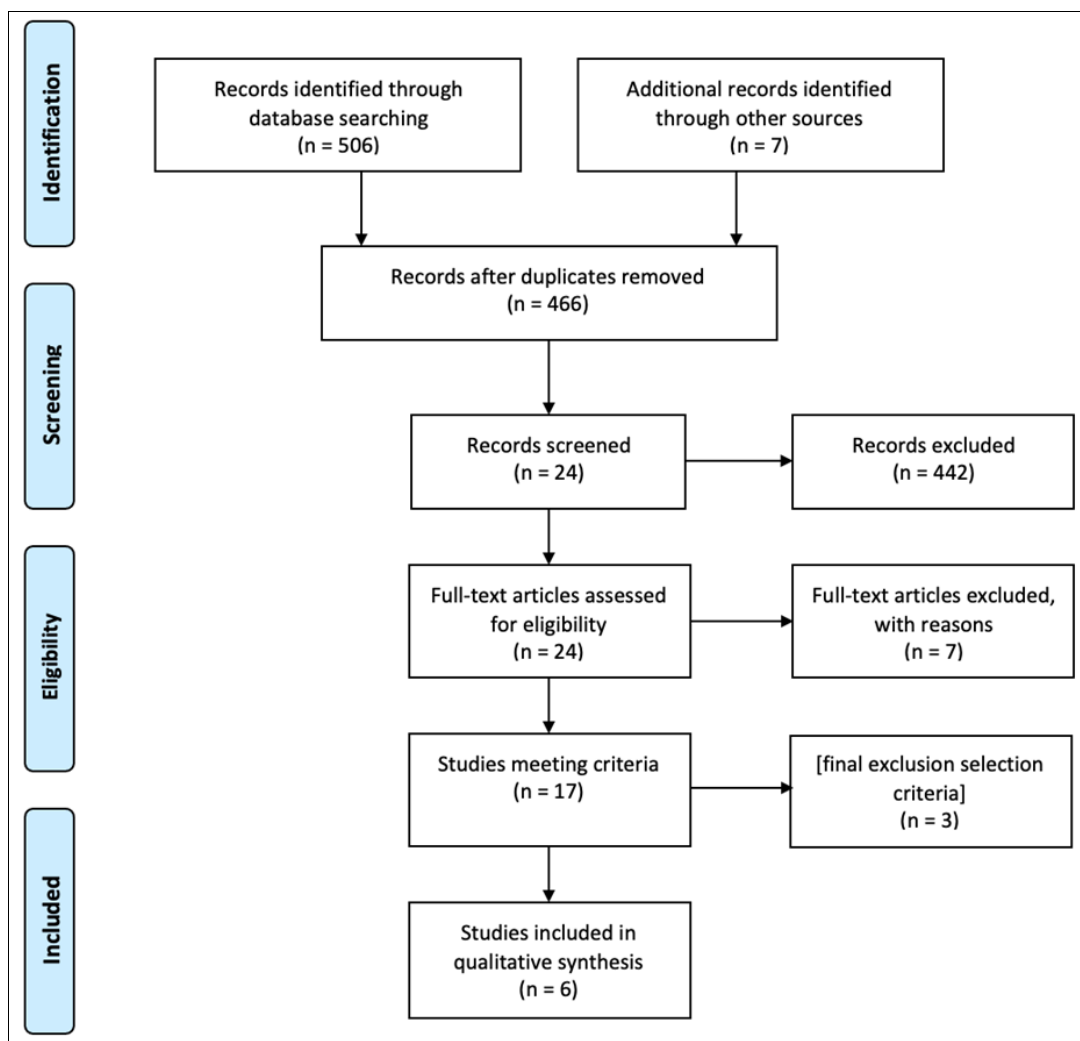 Identification
Records identified through
database searching
(n = 506)
Additional records identified
through other sources
(n = 7)
Records after duplicates removed
(n = 466)
Screening
Records screened
(n = 24)
Records excluded
(n = 442)
Eligibility
Full-text articles assessed
for eligibility
(n = 24)
Full-text articles excluded,
with reasons
(n = 7)
Studies meeting criteria
(n = 17)
[final exclusion selection
criteria]
(n = 3)
Included
Studies included in
qualitative synthesis
(n = 6)